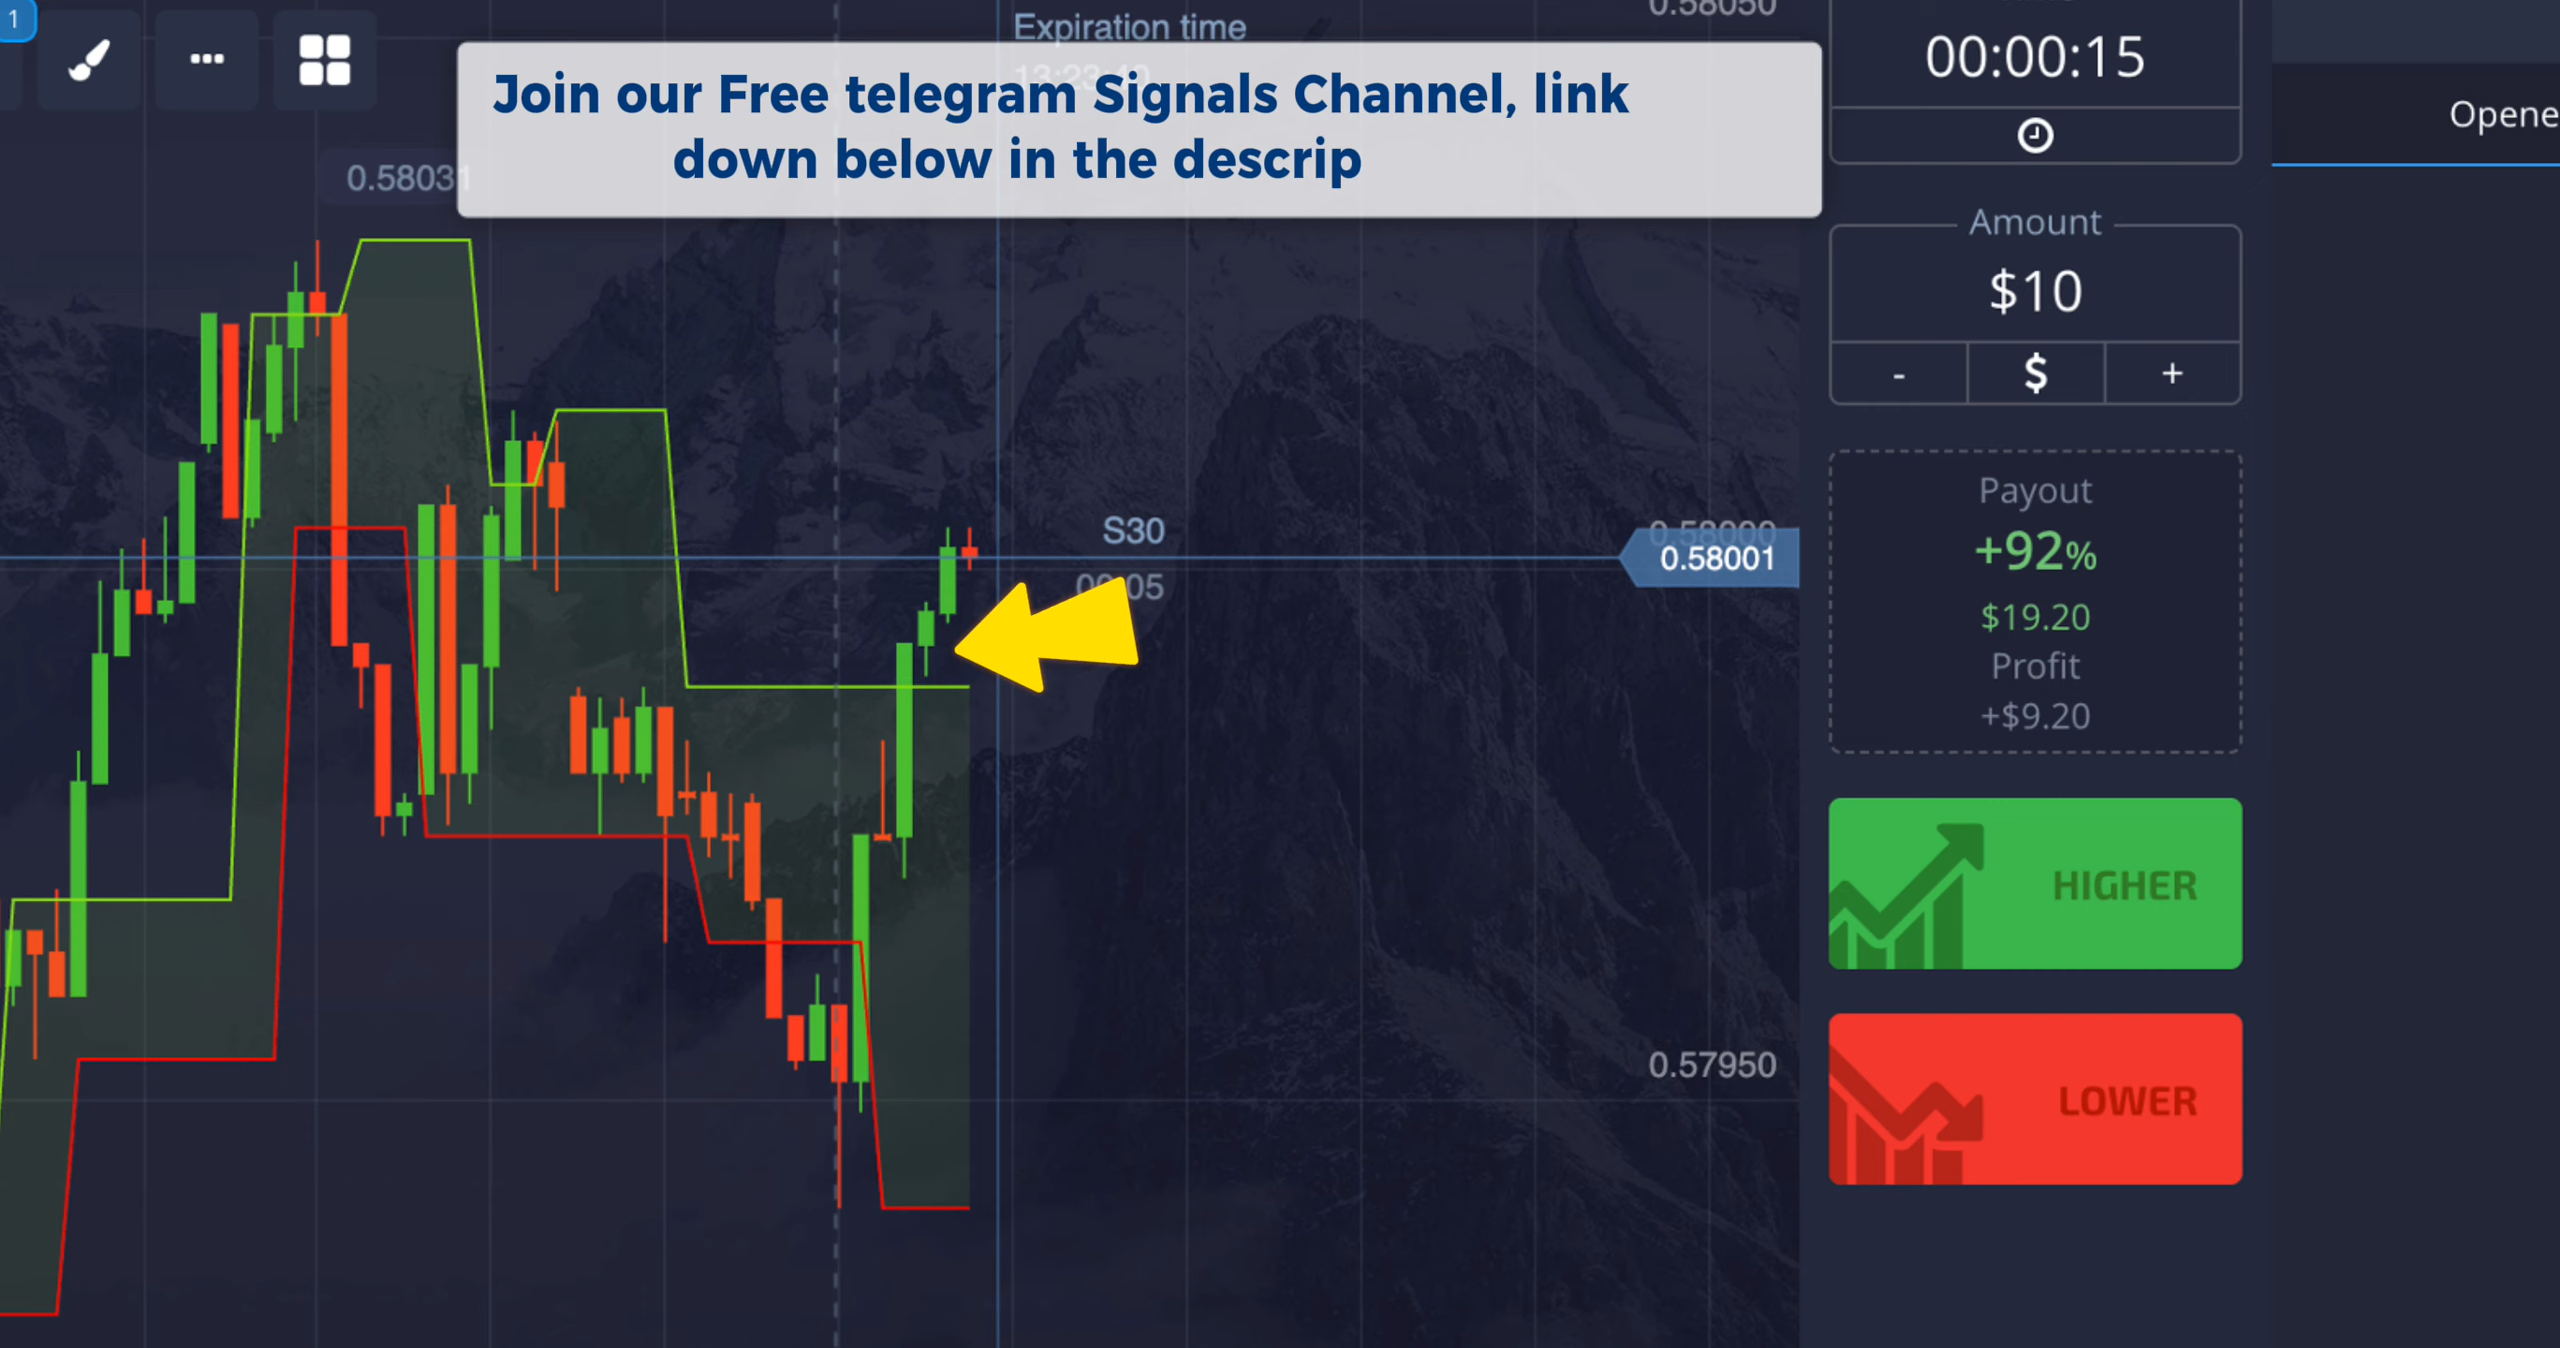 1
Expiration time
0.58050
00:00:15
Join our Free telegram Signals Channel, link
down below in the descrip
Opene
0.58031
Amount
$10
- $ +
Payout
+92%
$19.20
Profit
+$9.20
S30
0.58000
0.58001
HIGHER
0.57950
LOWER